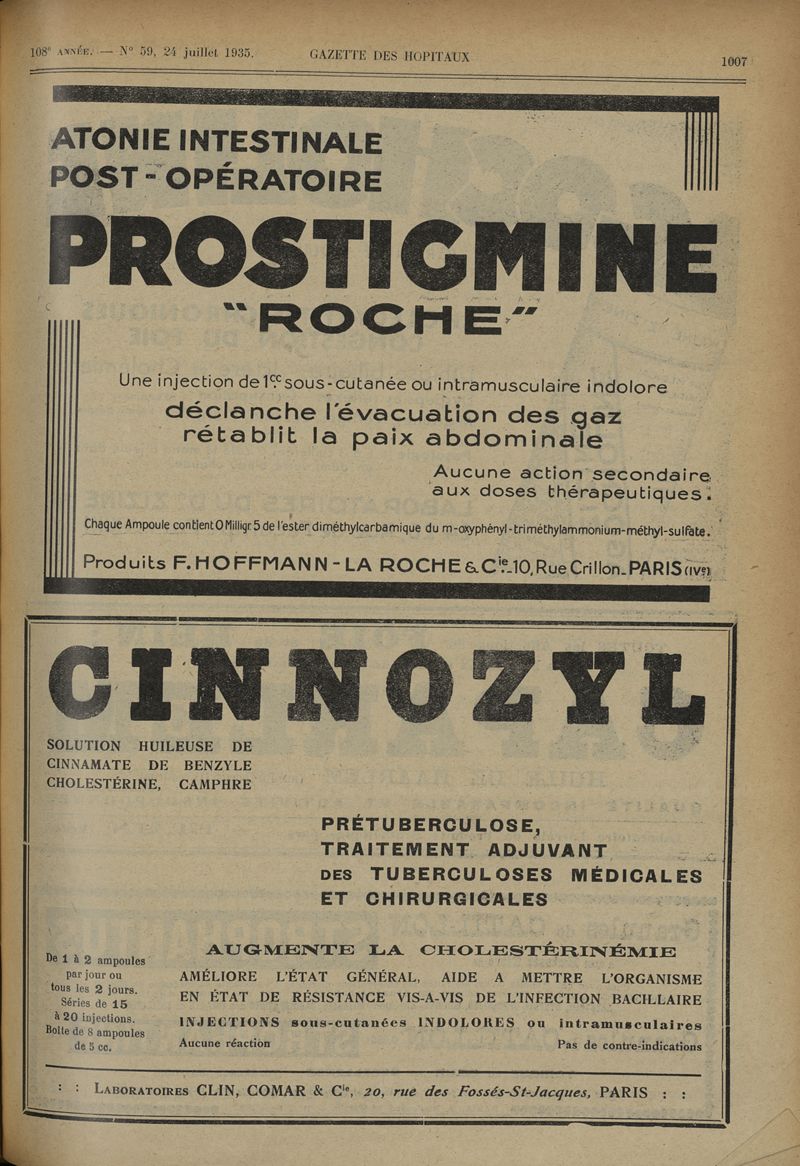 108e ANNÉE. — No 59, 24 juillet 1935. GAZETTE DES HOPITAUX 1007
ATONIE INTESTINALE
POST-OPÉRATOIRE
PROSTIGMINE
"ROCHE"
Une injection de 1cc. sous-cutanée ou intramusculaire indolore
déclanche l'évacuation des gaz
rétablit la paix abdominale
Aucune action secondaire
aux doses thérapeutiques.
Chaque Ampoule contient 0 Milligr 5 de l'ester diméthylcarbamique du m-oxyphényl-triméthylammonium-méthyl-sulfate.
Produits F. HOFFMANN-LA ROCHE & Cie. 10, Rue Crillon. PARIS (IVe)
CINNOZYL
SOLUTION HUILEUSE DE
CINNAMATE DE BENZYLE
CHOLESTÉRINE, CAMPHRE
PRÉTUBERCULOSE,
TRAITEMENT ADJUVANT
DES TUBERCULOSES MÉDICALES
ET CHIRURGICALES
De 1 à 2 ampoules
par jour ou
tous les 2 jours.
Séries de 15
à 20 injections.
Boîte de 8 ampoules
de 5 cc.
AUGMENTE LA CHOLESTÉRINÉMIE
AMÉLIORE L'ÉTAT GÉNÉRAL, AIDE A METTRE L'ORGANISME
EN ÉTAT DE RÉSISTANCE VIS-A-VIS DE L'INFECTION BACILLAIRE
INJECTIONS sous-cutanées INDOLORES ou intramusculaires
Aucune réaction Pas de contre-indications
: : LABORATOIRES CLIN, COMAR & Cie, 20, rue des Fossés-St-Jacques, PARIS : :